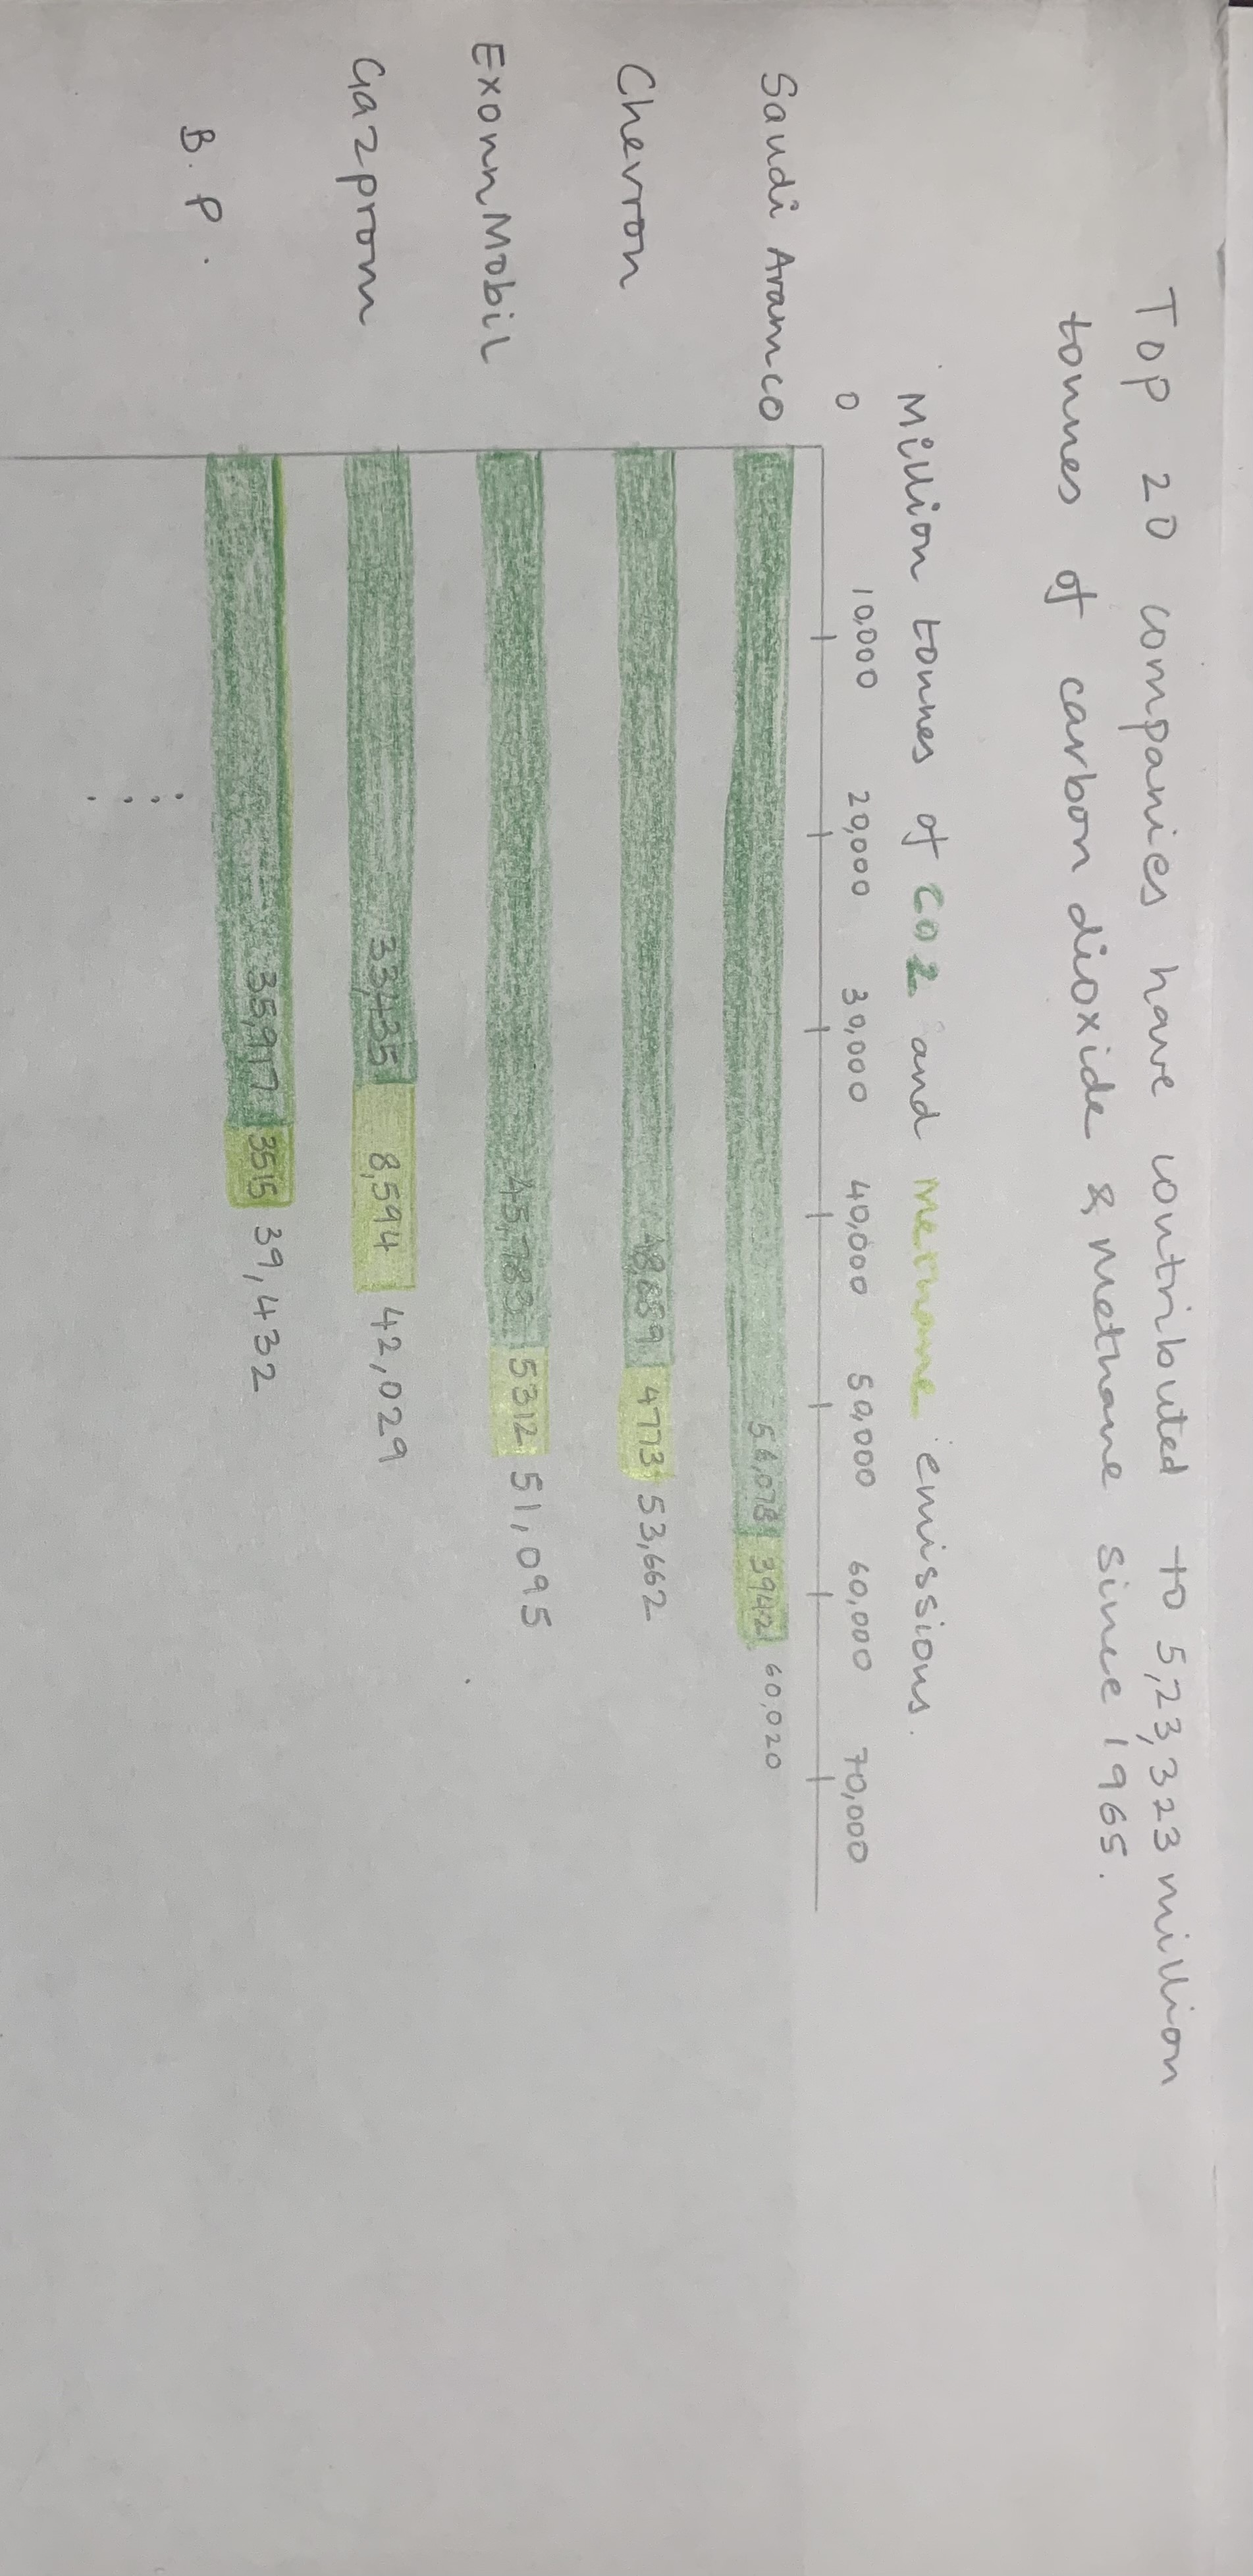 Top 20 companies have contributed to 5,23,323 million
tonnes of carbon dioxide & Methane since 1965.
Million tonnes of CO2 and Methane emissions.
0 10,000 20,000 30,000 40,000 50,000 60,000 70,000
Saudi Aramco 56,078 3942 60,020
Chevron 4773 53,662
ExonnMobil 45,783 5312 51,095
Gazprom 33,435 8,594 42,029
B.P. 35,917 3515 39,432